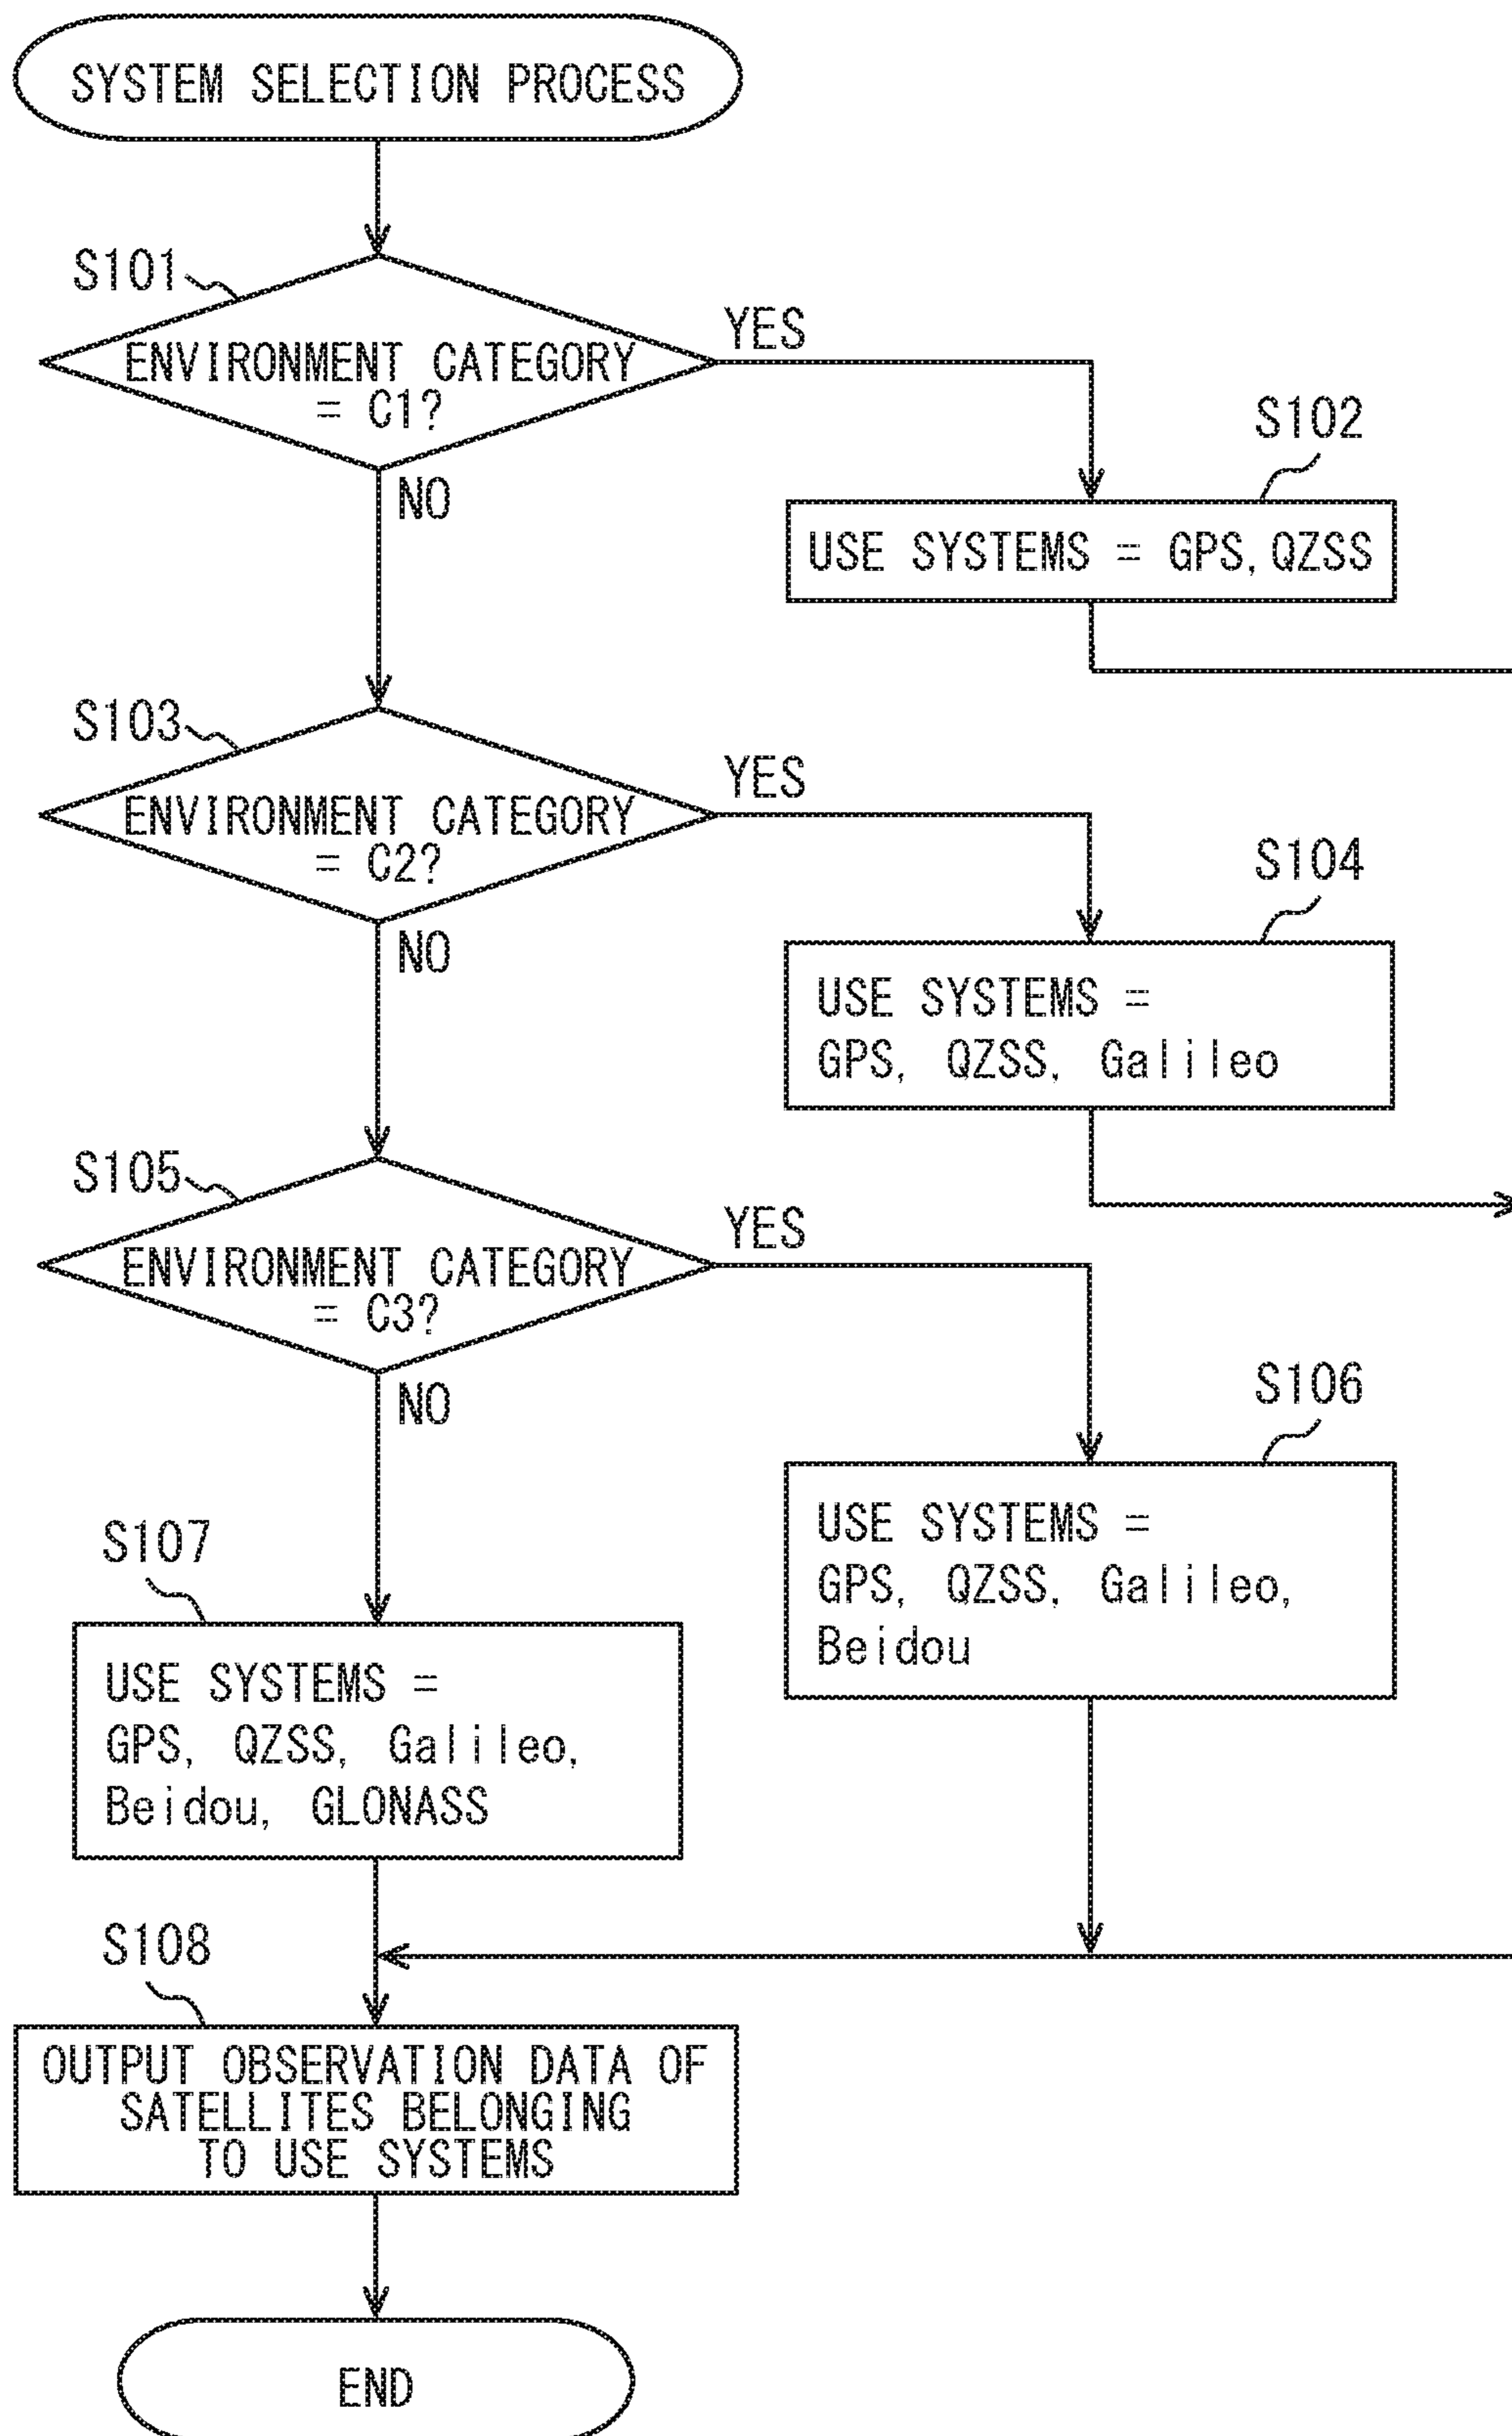 SYSTEM SELECTION PROCESS
S101
ENVIRONMENT CATEGORY
= C1?
YES
NO
S102
USE SYSTEMS = GPS, QZSS
S103
ENVIRONMENT CATEGORY
= C2?
YES
NO
S104
USE SYSTEMS =
GPS, QZSS, Galileo
S105
ENVIRONMENT CATEGORY
= C3?
YES
NO
S106
USE SYSTEMS =
GPS, QZSS, Galileo,
Beidou
S107
USE SYSTEMS =
GPS, QZSS, Galileo,
Beidou, GLONASS
S108
OUTPUT OBSERVATION DATA OF
SATELLITES BELONGING
TO USE SYSTEMS
END